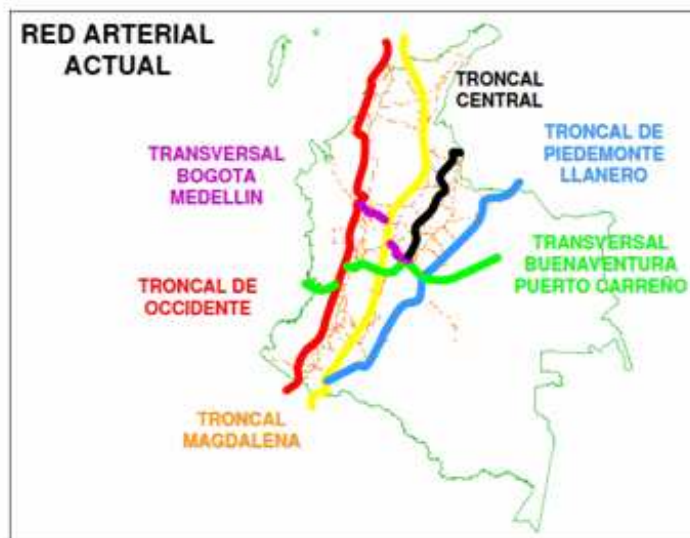 RED ARTERIAL
ACTUAL
TRONCAL
CENTRAL
TRONCAL DE
PIEDEMONTE
LLANERO
TRANSVERSAL
BOGOTA
MEDELLIN
TRANSVERSAL
BUENAVENTURA
PUERTO CARREÑO
TRONCAL DE
OCCIDENTE
TRONCAL
MAGDALENA